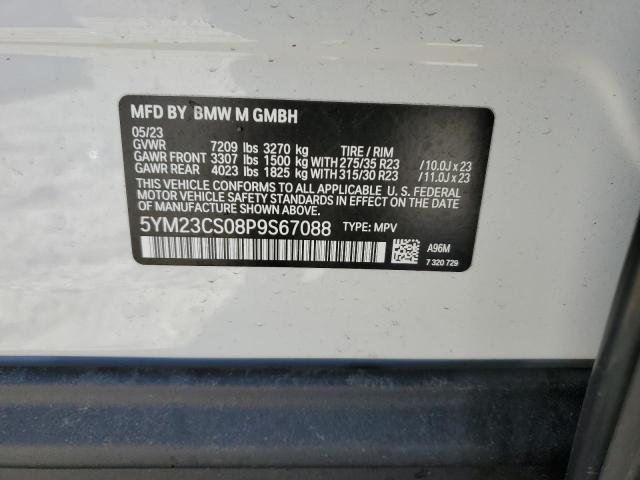 MFD BY BMW M GMBH
05/23
GVWR 7209 lbs 3270 kg TIRE / RIM
GAWR FRONT 3307 lbs 1500 kg WITH 275/35 R23 /10.0J x 23
GAWR REAR 4023 lbs 1825 kg WITH 315/30 R23 /11.0J x 23
THIS VEHICLE CONFORMS TO ALL APPLICABLE U. S. FEDERAL
MOTOR VEHICLE SAFETY STANDARDS IN EFFECT ON THE
DATE OF MANUFACTURE SHOWN ABOVE.
5YM23CS08P9S67088 TYPE: MPV
A96M
7 320 729